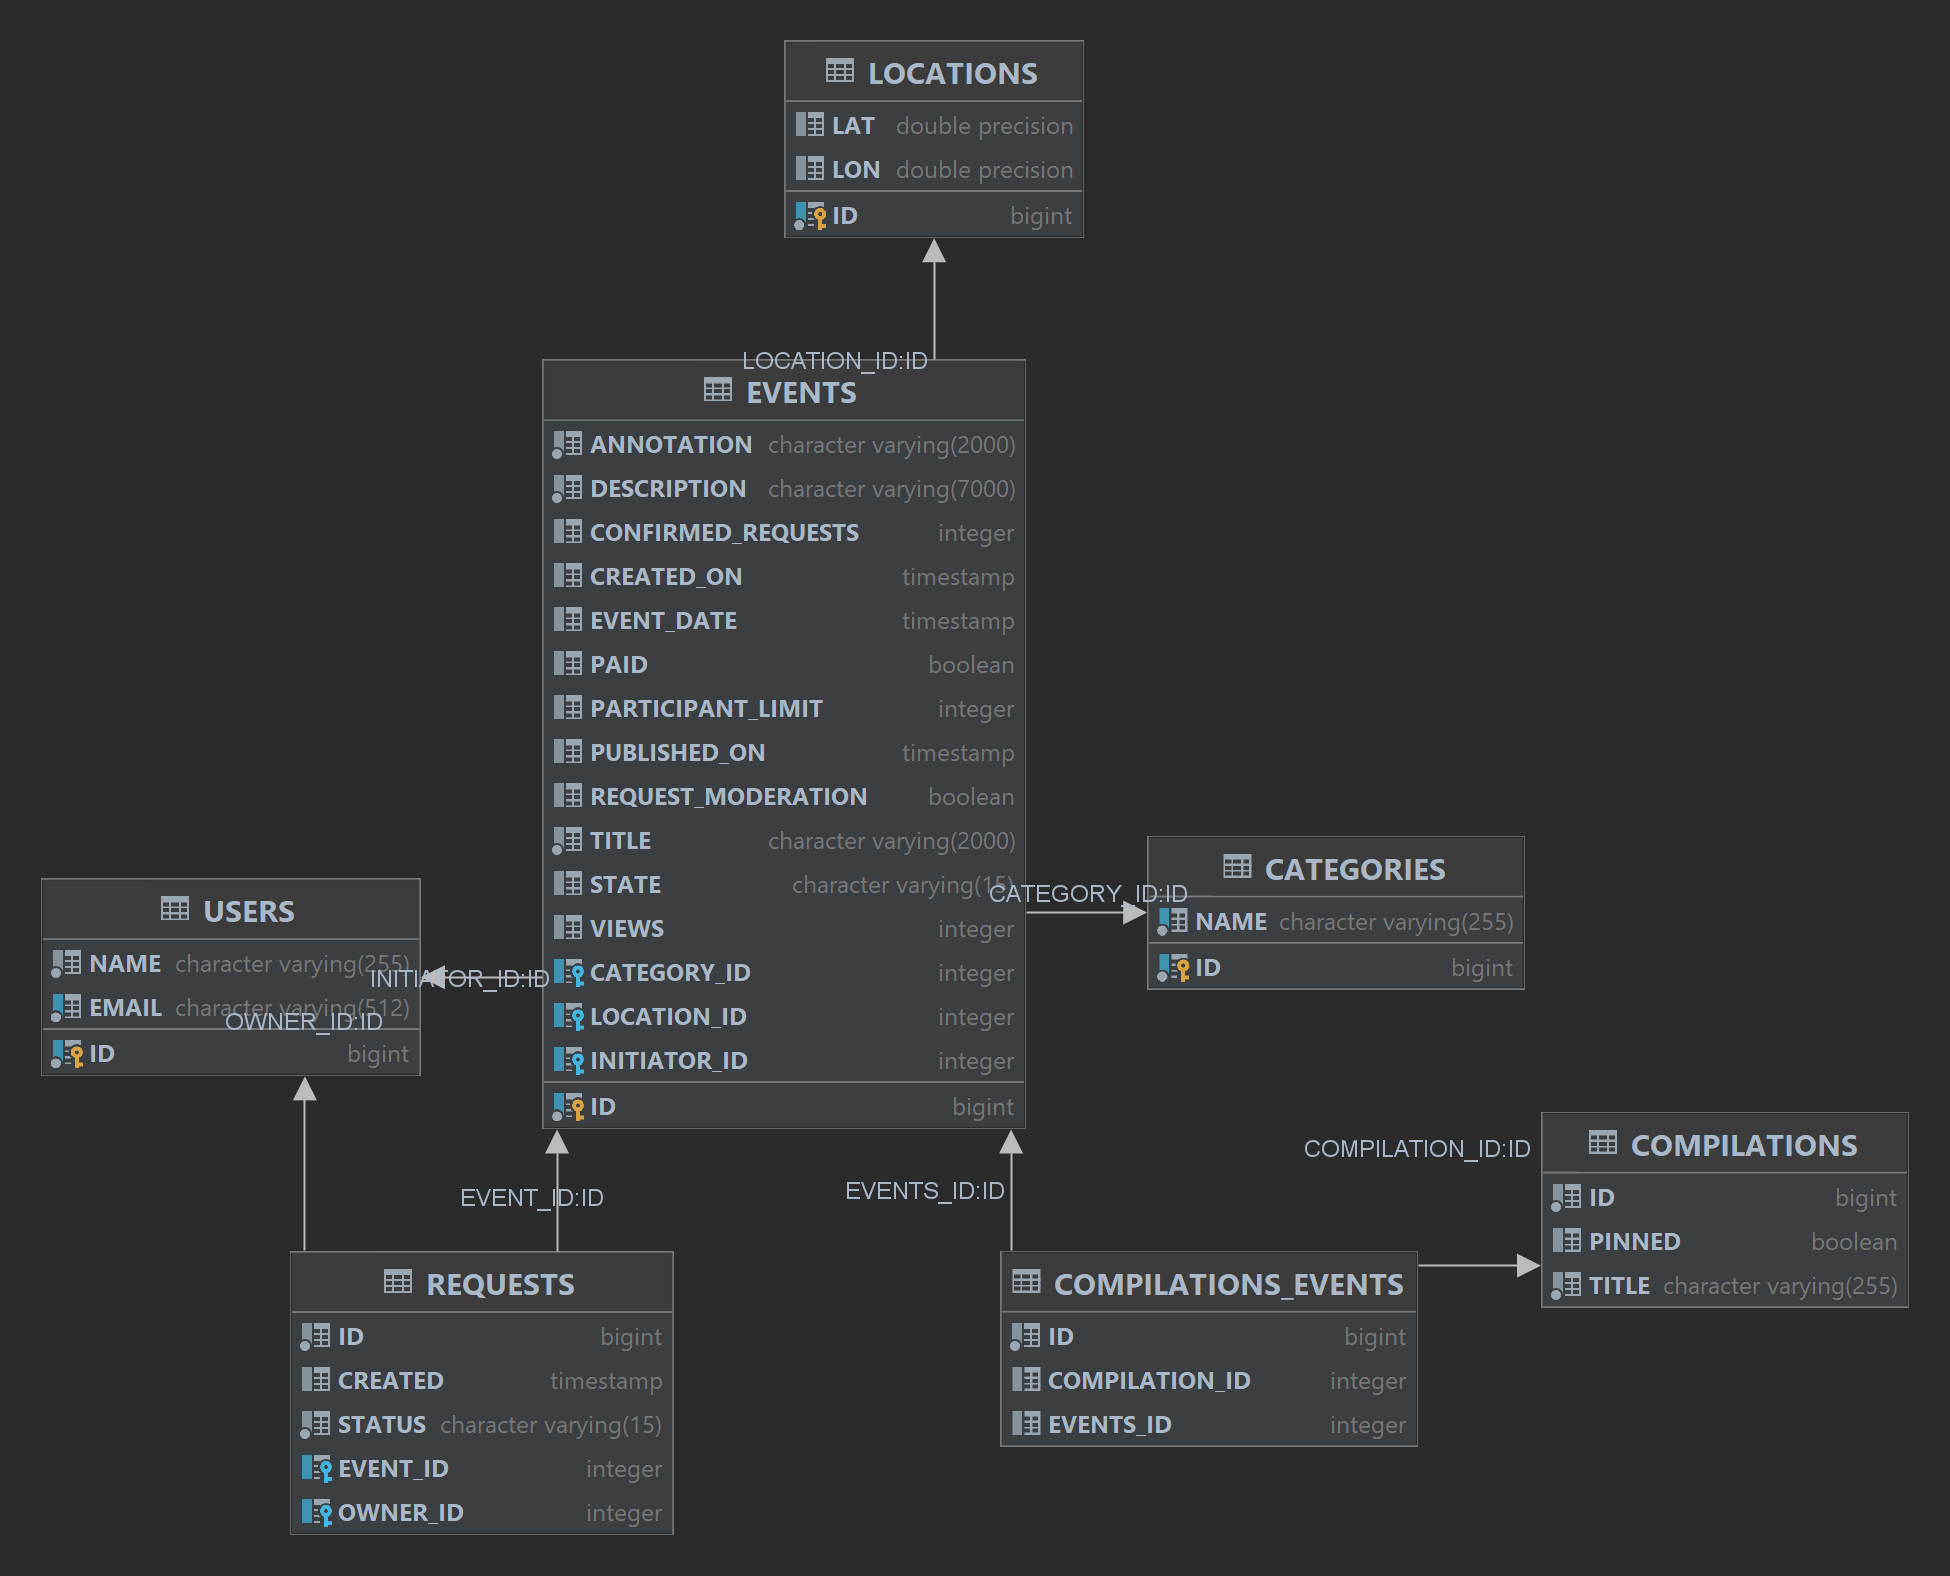 LOCATIONS
LAT double precision
LON double precision
ID bigint
LOCATION_ID:ID
EVENTS
ANNOTATION character varying(2000)
DESCRIPTION character varying(7000)
CONFIRMED_REQUESTS integer
CREATED_ON timestamp
EVENT_DATE timestamp
PAID boolean
PARTICIPANT_LIMIT integer
PUBLISHED_ON timestamp
REQUEST_MODERATION boolean
TITLE character varying(2000)
STATE character varying(15)
VIEWS integer
CATEGORY_ID integer
LOCATION_ID integer
INITIATOR_ID integer
ID bigint
CATEGORY_ID:ID
CATEGORIES
NAME character varying(255)
ID bigint
USERS
NAME character varying(255)
EMAIL character varying(512)
ID bigint
INITIATOR_ID:ID
OWNER_ID:ID
EVENT_ID:ID
EVENTS_ID:ID
COMPILATION_ID:ID
COMPILATIONS
ID bigint
PINNED boolean
TITLE character varying(255)
REQUESTS
ID bigint
CREATED timestamp
STATUS character varying(15)
EVENT_ID integer
OWNER_ID integer
COMPILATIONS_EVENTS
ID bigint
COMPILATION_ID integer
EVENTS_ID integer